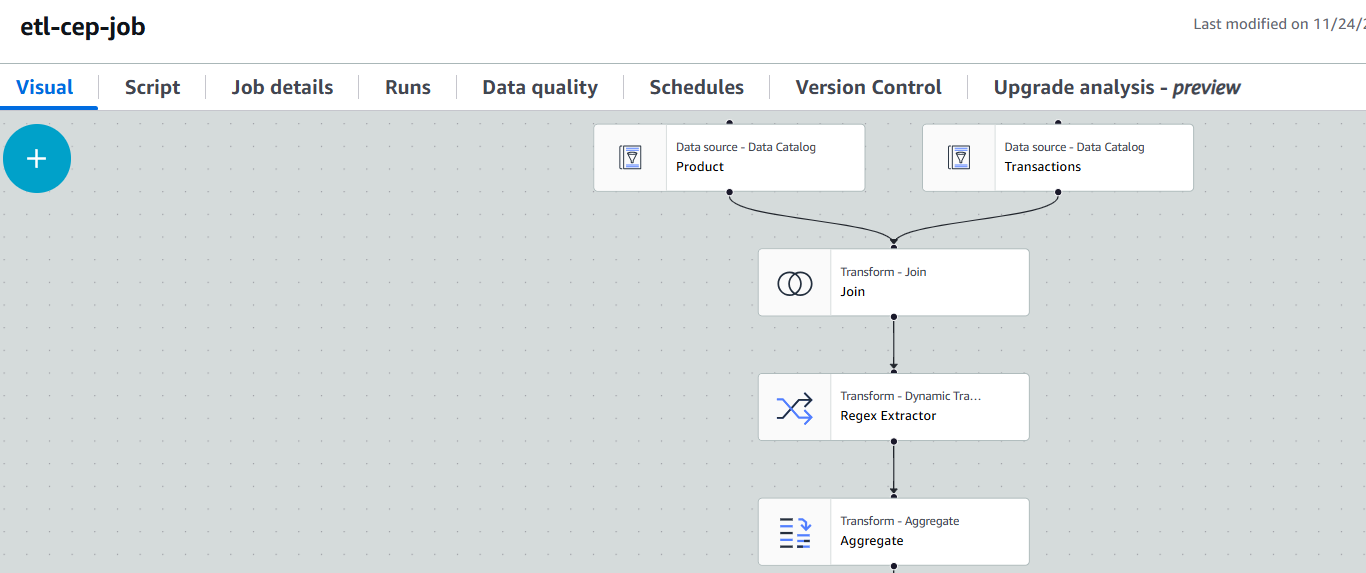 etl-cep-job
Last modified on 11/24/2
Visual
Script
Job details
Runs
Data quality
Schedules
Version Control
Upgrade analysis - preview
Data source - Data Catalog
Product
Data source - Data Catalog
Transactions
Transform - Join
Join
Transform - Dynamic Tra...
Regex Extractor
Transform - Aggregate
Aggregate